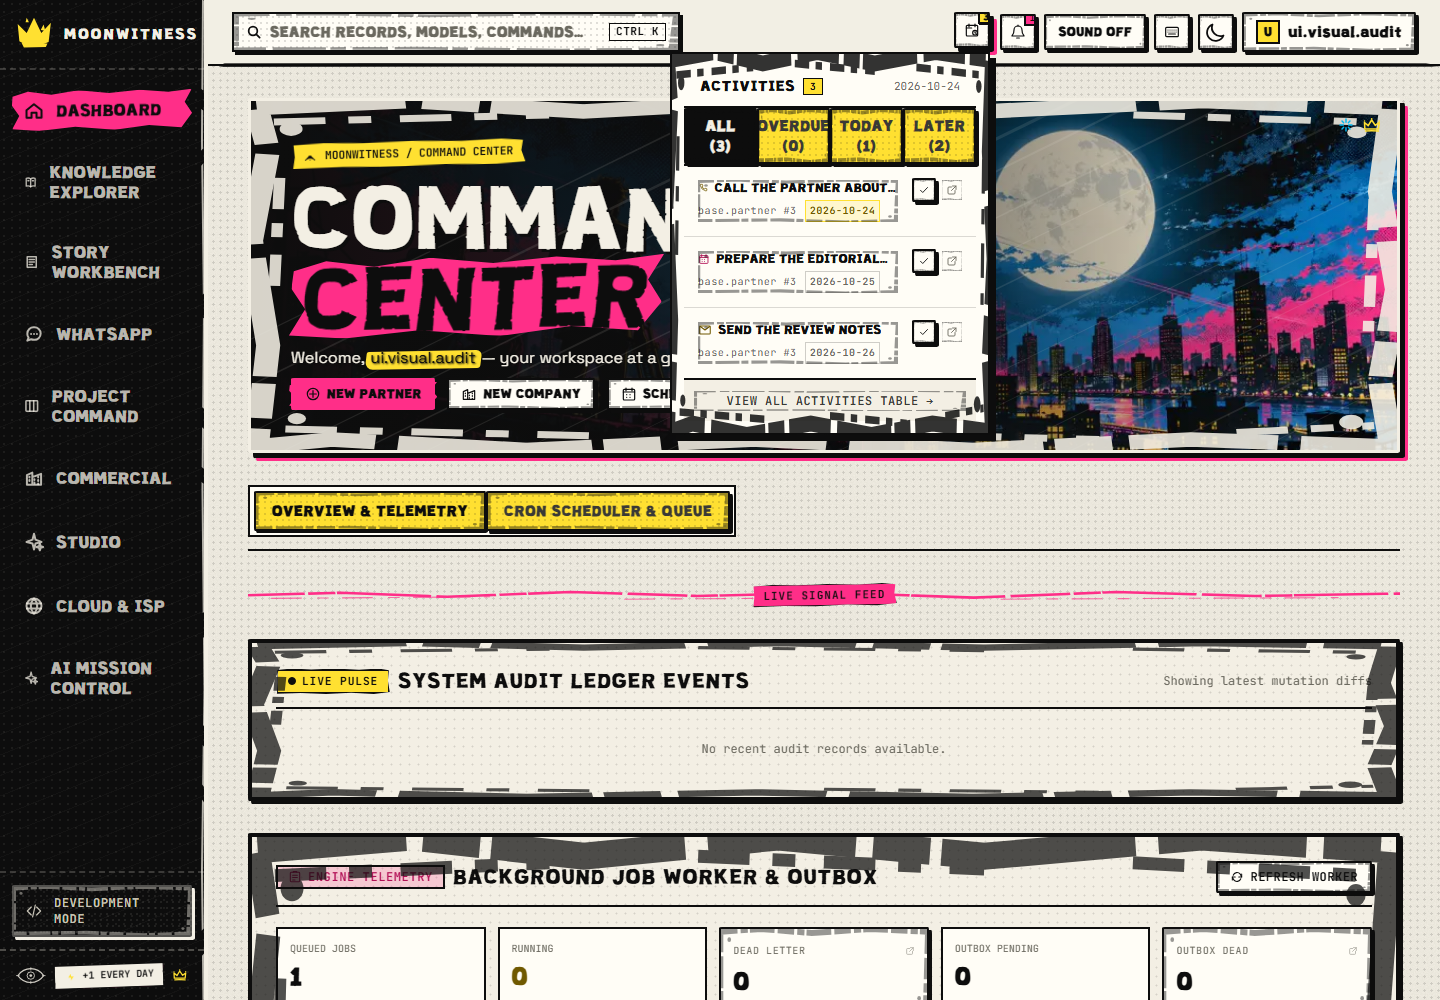 MOONWITNESS
SEARCH RECORDS, MODELS, COMMANDS...
CTRL K
SOUND OFF
U
ui.visual.audit
DASHBOARD
KNOWLEDGE
EXPLORER
STORY
WORKBENCH
WHATSAPP
PROJECT
COMMAND
COMMERCIAL
STUDIO
CLOUD & ISP
AI MISSION
CONTROL
DEVELOPMENT
MODE
+1 EVERY DAY
MOONWITNESS / COMMAND CENTER
COMMAN
CENTER
Welcome, ui.visual.audit — your workspace at a g
NEW PARTNER
NEW COMPANY
SCH
ACTIVITIES 3
2026-10-24
ALL
(3)
OVERDUE
(0)
TODAY
(1)
LATER
(2)
CALL THE PARTNER ABOUT...
base.partner #3
2026-10-24
PREPARE THE EDITORIAL...
base.partner #3
2026-10-25
SEND THE REVIEW NOTES
base.partner #3
2026-10-26
VIEW ALL ACTIVITIES TABLE →
OVERVIEW & TELEMETRY
CRON SCHEDULER & QUEUE
LIVE SIGNAL FEED
LIVE PULSE
SYSTEM AUDIT LEDGER EVENTS
Showing latest mutation diffs
No recent audit records available.
ENGINE TELEMETRY
BACKGROUND JOB WORKER & OUTBOX
REFRESH WORKER
QUEUED JOBS
1
RUNNING
0
DEAD LETTER
0
OUTBOX PENDING
0
OUTBOX DEAD
0